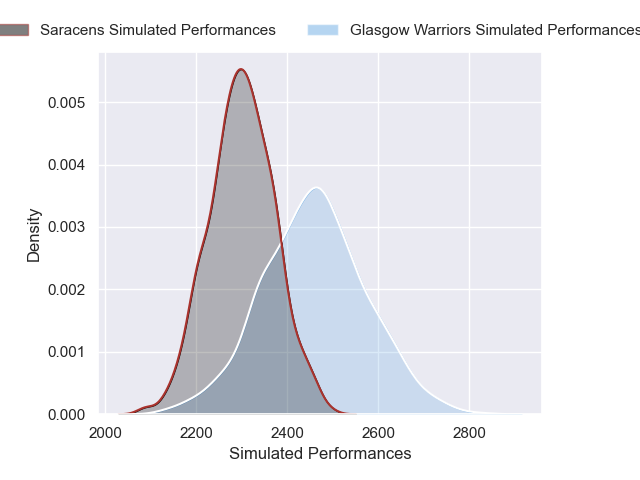 Saracens Simulated Performances Glasgow Warriors Simulated Performances
0.005
0.004
0.003
0.002
0.001
0.000
Density
2000 2200 2400 2600 2800
Simulated Performances